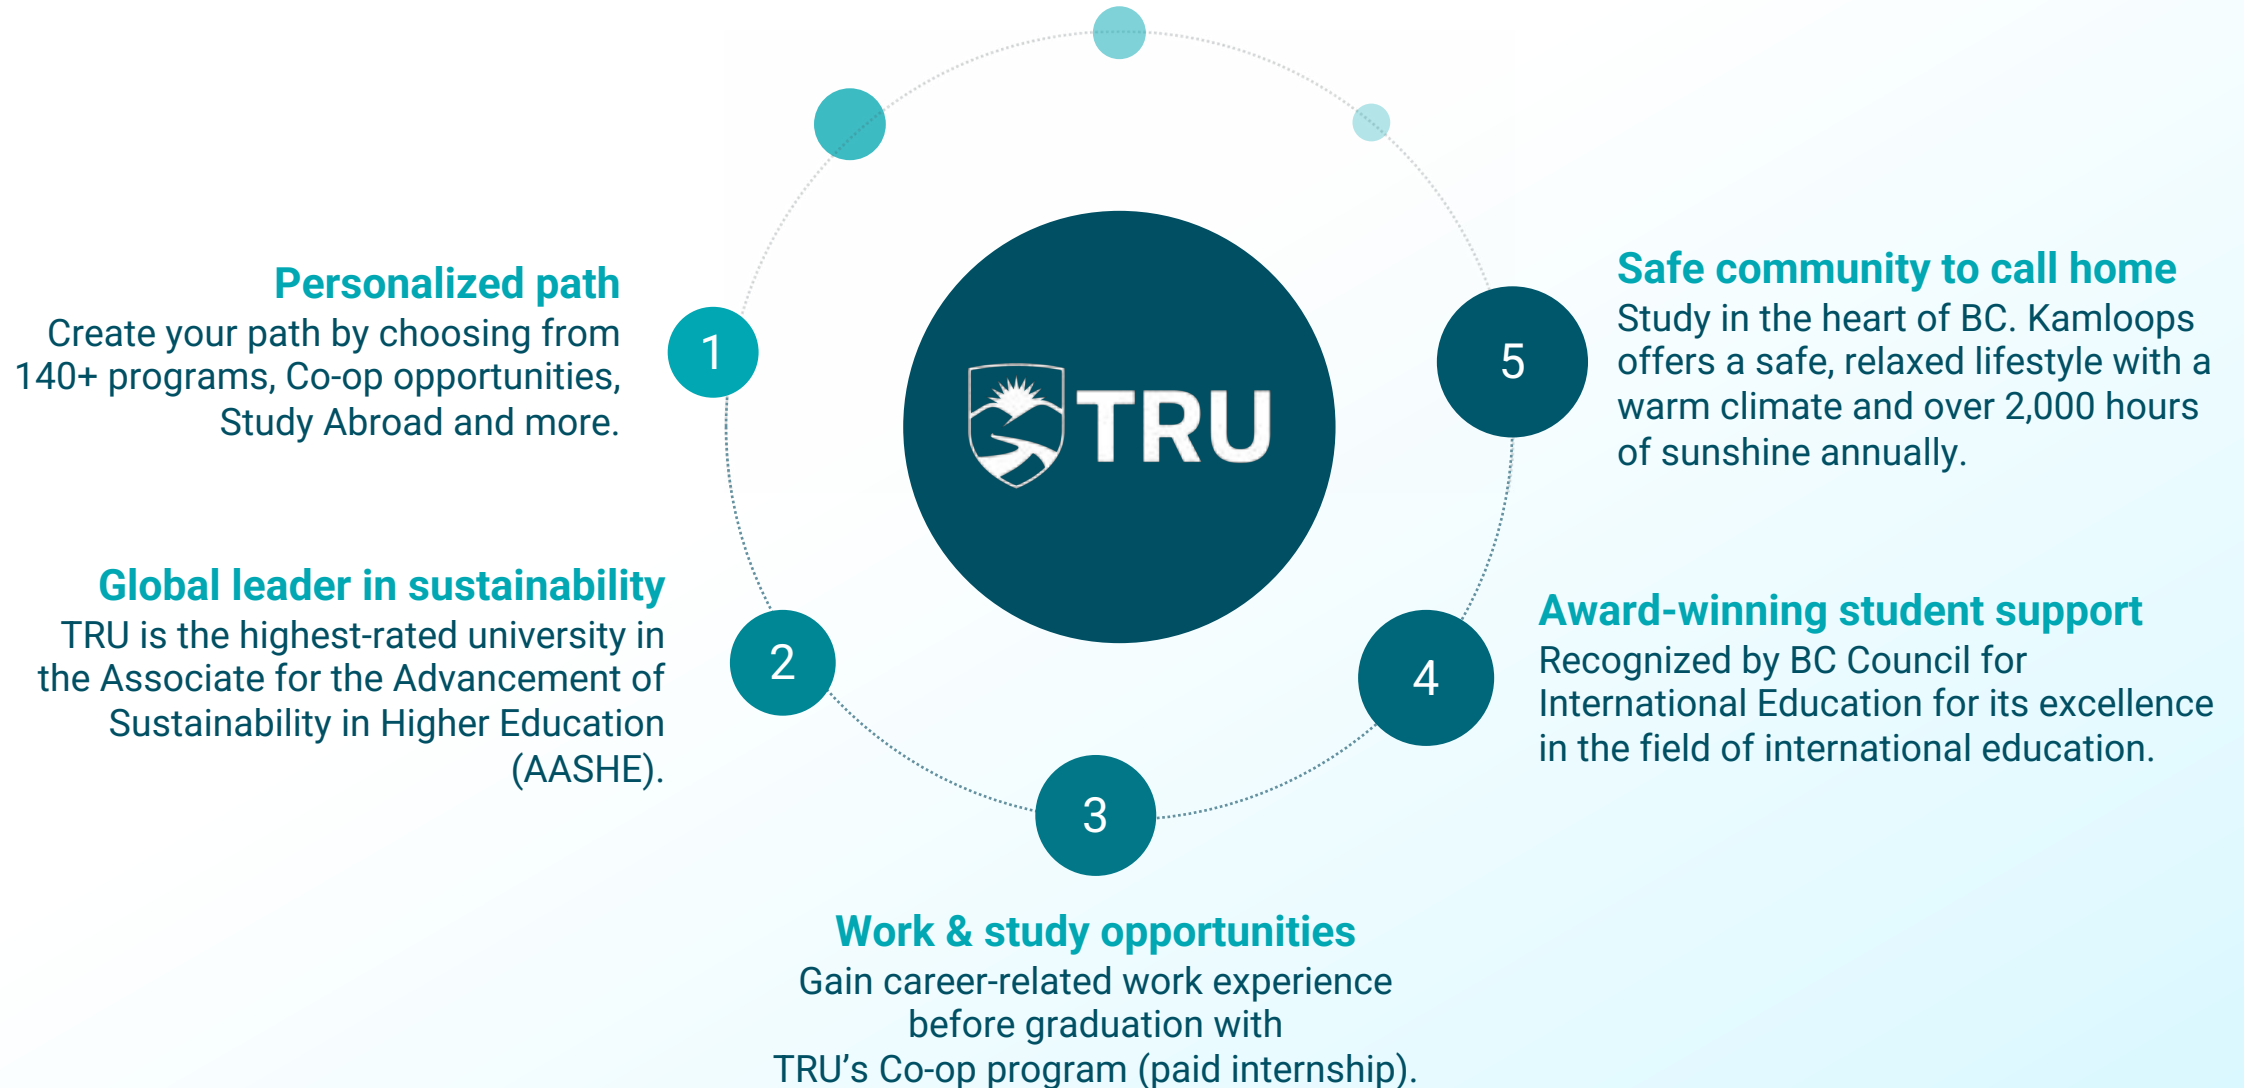 Personalized path
Create your path by choosing from
140+ programs, Co-op opportunities,
Study Abroad and more.
1
Global leader in sustainability
TRU is the highest-rated university in
the Associate for the Advancement of
Sustainability in Higher Education
(AASHE).
2
Work & study opportunities
Gain career-related work experience
before graduation with
TRU’s Co-op program (paid internship).
3
Award-winning student support
Recognized by BC Council for
International Education for its excellence
in the field of international education.
4
Safe community to call home
Study in the heart of BC. Kamloops
offers a safe, relaxed lifestyle with a
warm climate and over 2,000 hours
of sunshine annually.
5
TRU